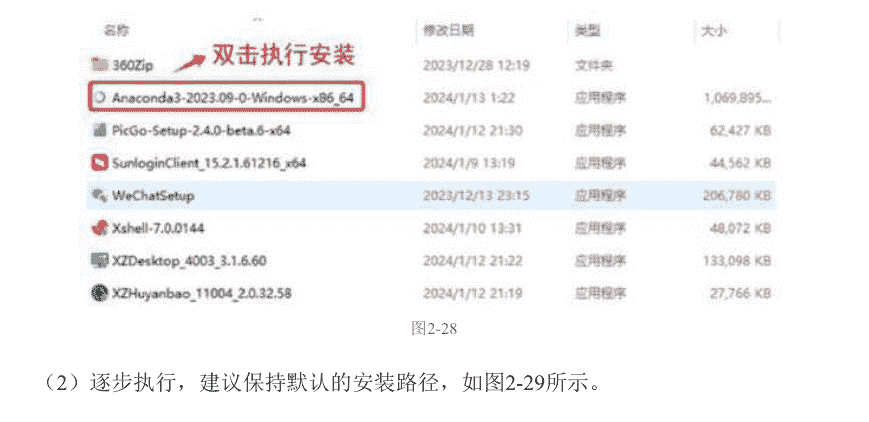 名称 修改日期 类型 大小
双击执行安装
360Zip 2023/12/28 12:19 文件夹
Anaconda3-2023.09-0-Windows-x86_64 2024/1/13 1:22 应用程序 1,069,895...
PicGo-Setup-2.4.0-beta.6-x64 2024/1/12 21:30 应用程序 62,427 KB
SunloginClient_15.2.1.61216_x64 2024/1/9 13:19 应用程序 44,562 KB
WeChatSetup 2023/12/13 23:15 应用程序 206,780 KB
Xshell-7.0.0144 2024/1/10 13:31 应用程序 48,072 KB
XZDesktop_4003_3.1.6.60 2024/1/12 21:22 应用程序 133,098 KB
XZHuyanbao_11004_2.0.32.58 2024/1/12 21:19 应用程序 27,766 KB
图2-28
（2）逐步执行，建议保持默认的安装路径，如图2-29所示。